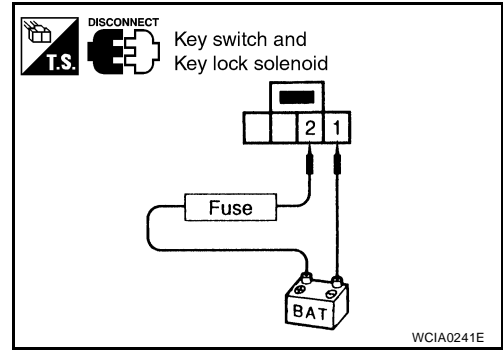 DISCONNECT
T.S.
Key switch and
Key lock solenoid
2 1
Fuse
+ -
BAT
WCIA0241E